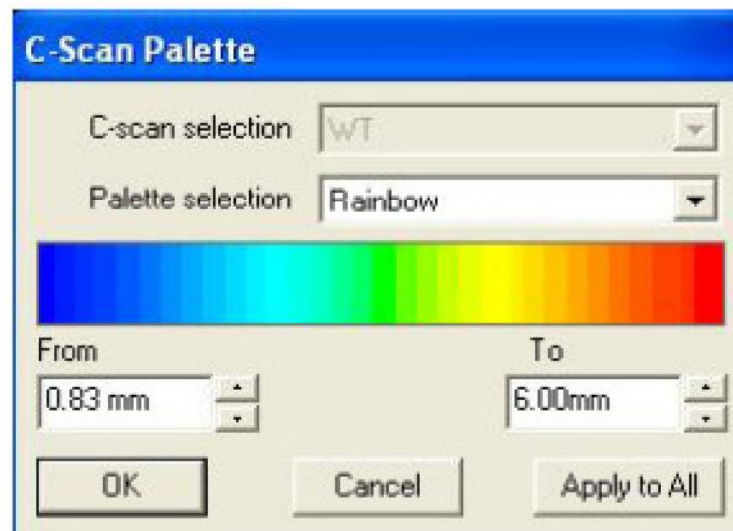 C-Scan Palette
C-scan selection WT
Palette selection Rainbow
From To
0.83 mm 6.00mm
OK Cancel Apply to All